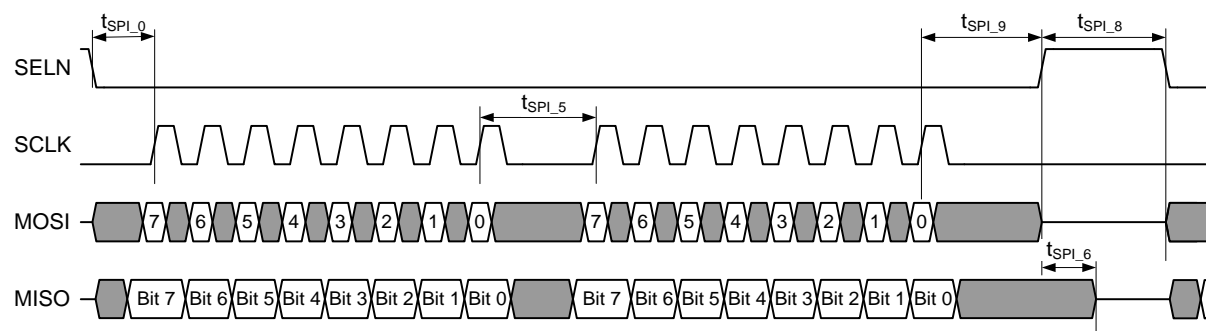 tSPI_0 tSPI_9 tSPI_8
SELN
tSPI_5
SCLK
MOSI 7 6 5 4 3 2 1 0 7 6 5 4 3 2 1 0
tSPI_6
MISO Bit 7 Bit 6 Bit 5 Bit 4 Bit 3 Bit 2 Bit 1 Bit 0 Bit 7 Bit 6 Bit 5 Bit 4 Bit 3 Bit 2 Bit 1 Bit 0